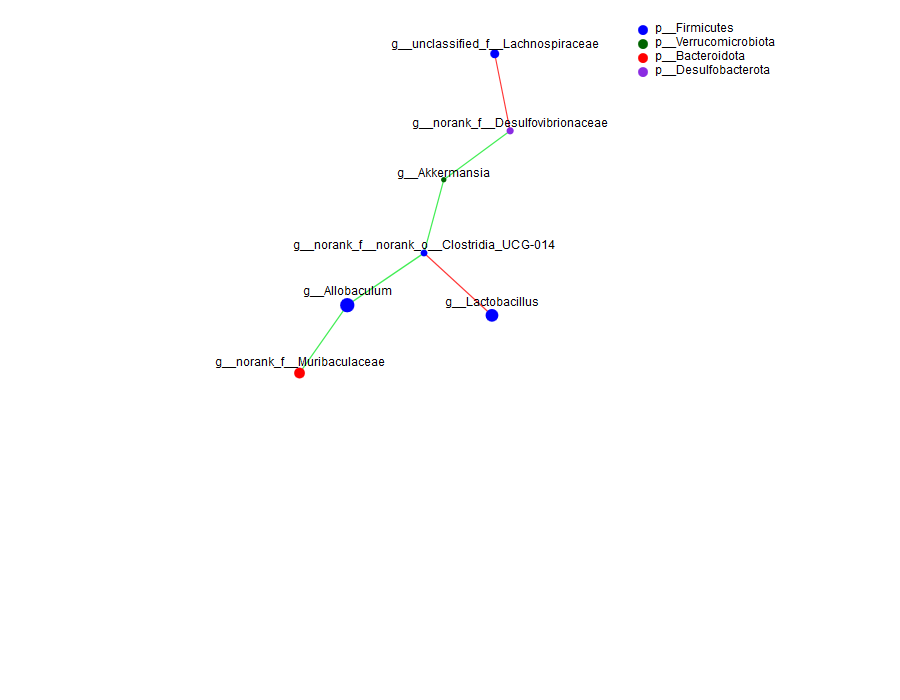 p__Firmicutes
g__unclassified_f__Lachnospiraceae
p__Verrucomicrobiota
p__Bacteroidota
p__Desulfobacterota
g__norank_f__Desulfovibrionaceae
g__Akkermansia
g__norank_f__norank_o__Clostridia_UCG-014
g__Allobaculum
g__Lactobacillus
g__norank_f__Muribaculaceae